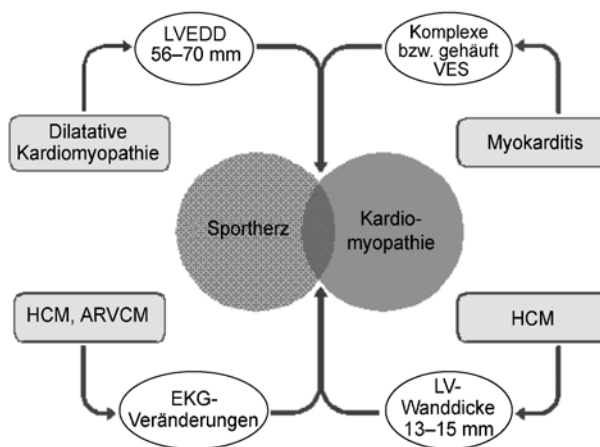 LVEDD
56–70 mm
Komplexe
bzw. gehäuft
VES
Dilatative
Kardiomyopathie
Myokarditis
Sportherz
Kardio-
myopathie
HCM, ARVCM
HCM
EKG-
Veränderungen
LV-
Wanddicke
13–15 mm